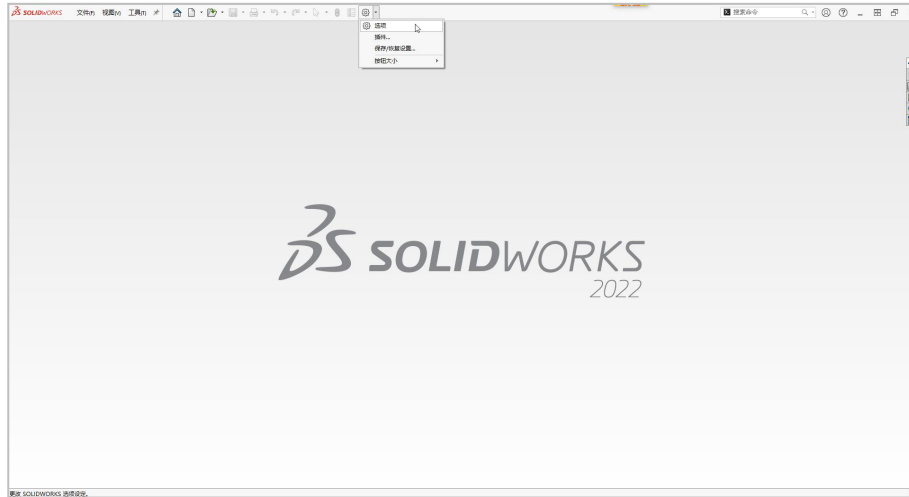 SOLIDWORKS 文件(F) 视图(V) 工具(T) 搜索命令
选项
插件...
保存/恢复设置...
按钮大小
SOLIDWORKS
2022
更改 SOLIDWORKS 选项设定。